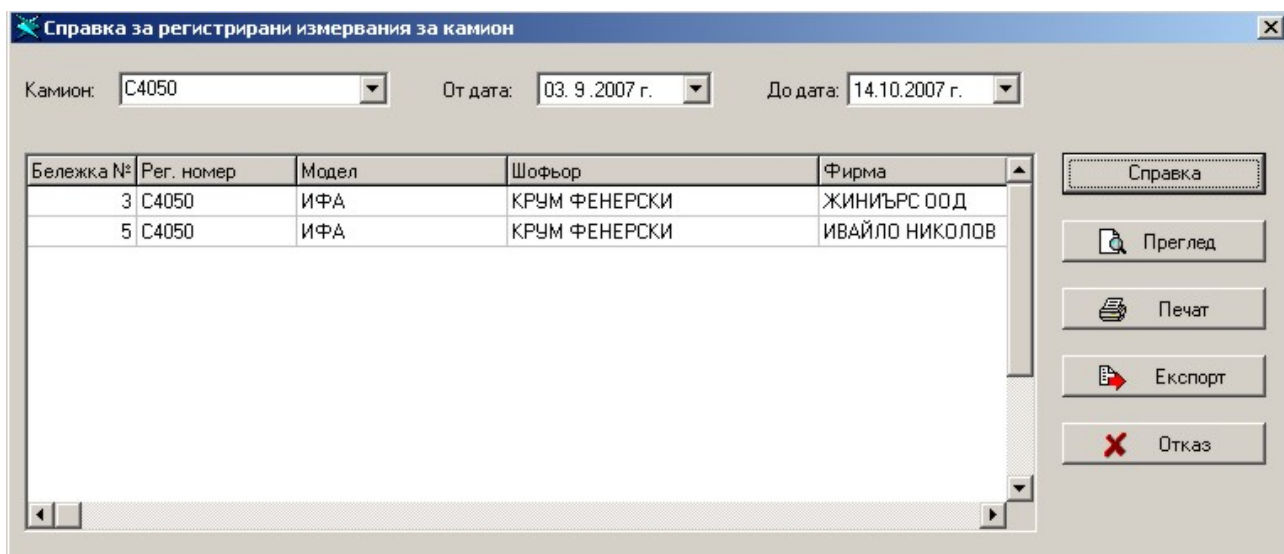 Справка за регистрирани измервания за камион
Камион: C4050 От дата: 03. 9 .2007 г. До дата: 14.10.2007 г.
Бележка № Рег. номер Модел Шофьор Фирма
3 C4050 ИФА КРУМ ФЕНЕРСКИ ЖИНИЪРС ООД
5 C4050 ИФА КРУМ ФЕНЕРСКИ ИВАЙЛО НИКОЛОВ
Справка
Преглед
Печат
Експорт
Отказ